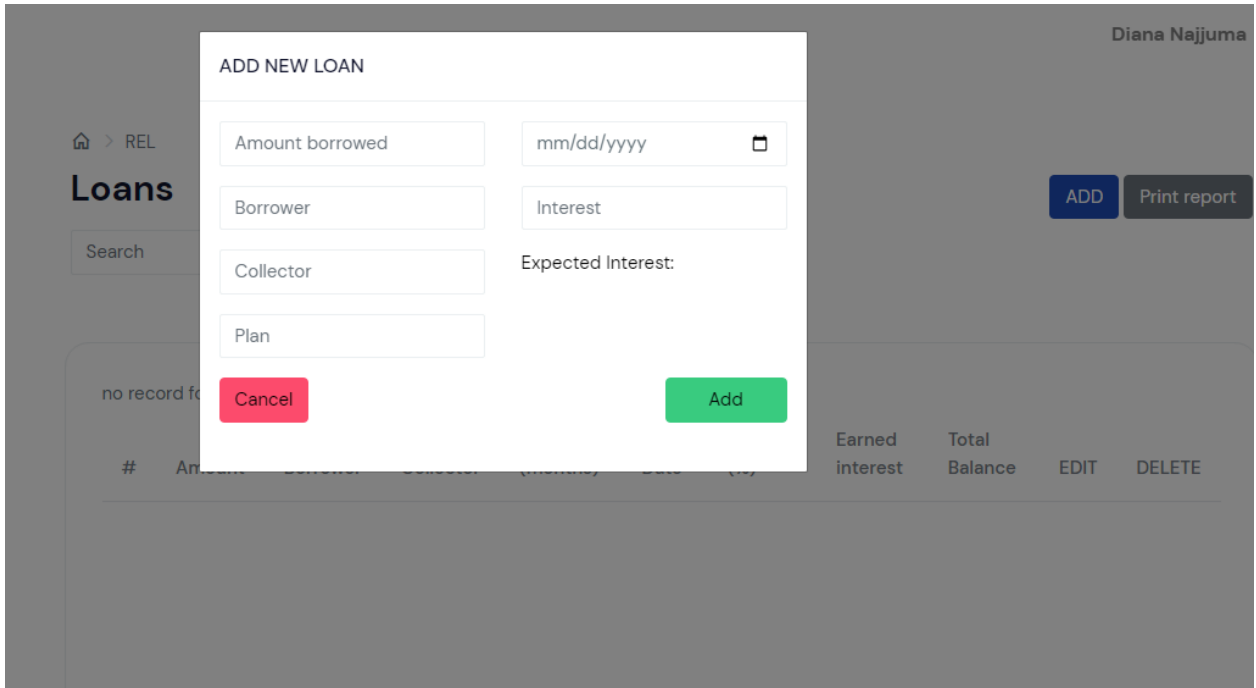 Diana Najjuma
ADD NEW LOAN
REL
Amount borrowed
mm/dd/yyyy
Loans
ADD
Print report
Borrower
Interest
Search
Collector
Expected Interest:
Plan
no record
Cancel
Add
Earned interest
Total Balance
#
EDIT
DELETE